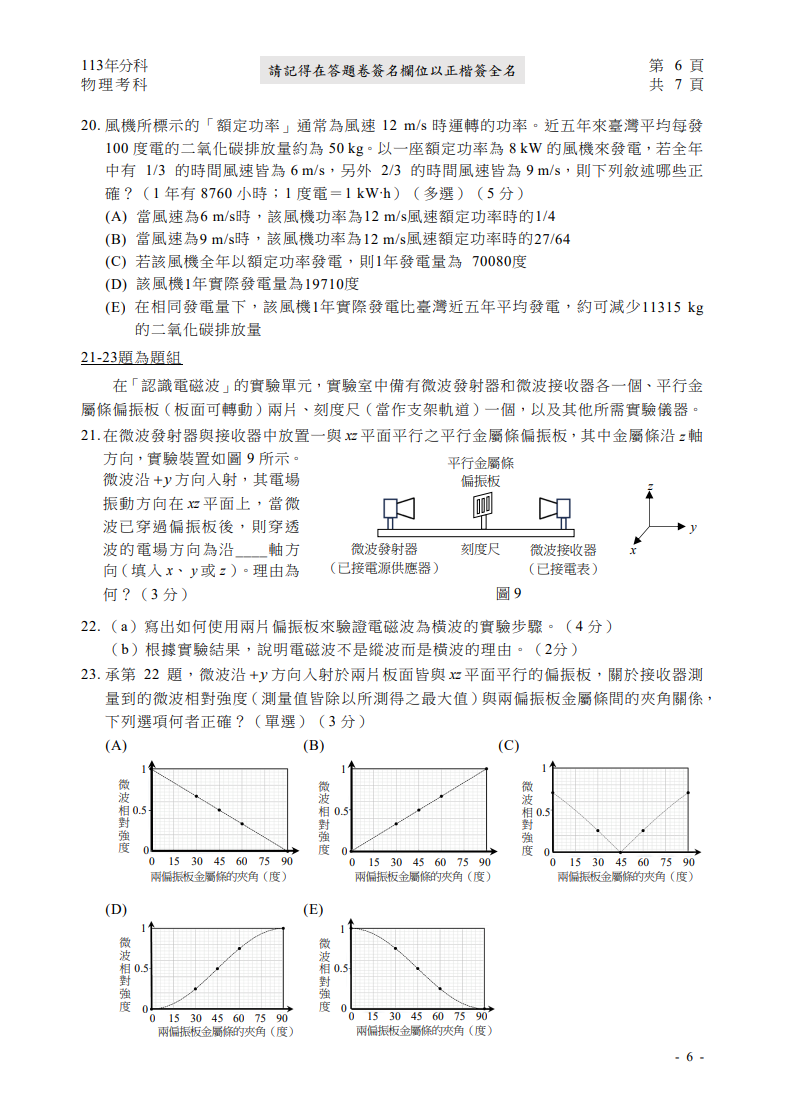 113年分科
物理考科
請記得在答題卷簽名欄位以正楷簽全名
第 6 頁
共 7 頁
20. 風機所標示的「額定功率」通常為風速 12 m/s 時運轉的功率。近五年來臺灣平均每發
100 度電的二氧化碳排放量約為 50 kg。以一座額定功率為 8 kW 的風機來發電，若全年
中有 1/3 的時間風速皆為 6 m/s，另外 2/3 的時間風速皆為 9 m/s，則下列敘述哪些正
確？（1 年有 8760 小時；1 度電＝1 kW·h）（多選）（5 分）
(A) 當風速為6 m/s時，該風機功率為12 m/s風速額定功率時的1/4
(B) 當風速為9 m/s時，該風機功率為12 m/s風速額定功率時的27/64
(C) 若該風機全年以額定功率發電，則1年發電量為 70080度
(D) 該風機1年實際發電量為19710度
(E) 在相同發電量下，該風機1年實際發電比臺灣近五年平均發電，約可減少11315 kg
的二氧化碳排放量
21-23題為題組
在「認識電磁波」的實驗單元，實驗室中備有微波發射器和微波接收器各一個、平行金
屬條偏振板（板面可轉動）兩片、刻度尺（當作支架軌道）一個，以及其他所需實驗儀器。
21. 在微波發射器與接收器中放置一與 xz 平面平行之平行金屬條偏振板，其中金屬條沿 z 軸
方向，實驗裝置如圖 9 所示。
微波沿 +y 方向入射，其電場
振動方向在 xz 平面上，當微
波已穿過偏振板後，則穿透
波的電場方向為沿____軸方
向（填入 x、y 或 z）。理由為
何？（3 分）
平行金屬條
偏振板
微波發射器
（已接電源供應器）
刻度尺
微波接收器
（已接電表）
z
y
x
圖 9
22.（a）寫出如何使用兩片偏振板來驗證電磁波為橫波的實驗步驟。（4 分）
（b）根據實驗結果，說明電磁波不是縱波而是橫波的理由。（2分）
23. 承第 22 題，微波沿 +y 方向入射於兩片板面皆與 xz 平面平行的偏振板，關於接收器測
量到的微波相對強度（測量值皆除以所測得之最大值）與兩偏振板金屬條間的夾角關係，
下列選項何者正確？（單選）（3 分）
(A)
微波相對強度
1
0.5
0
0 15 30 45 60 75 90
兩偏振板金屬條的夾角（度）
(B)
微波相對強度
1
0.5
0
0 15 30 45 60 75 90
兩偏振板金屬條的夾角（度）
(C)
微波相對強度
1
0.5
0
0 15 30 45 60 75 90
兩偏振板金屬條的夾角（度）
(D)
微波相對強度
1
0.5
0
0 15 30 45 60 75 90
兩偏振板金屬條的夾角（度）
(E)
微波相對強度
1
0.5
0
0 15 30 45 60 75 90
兩偏振板金屬條的夾角（度）
- 6 -